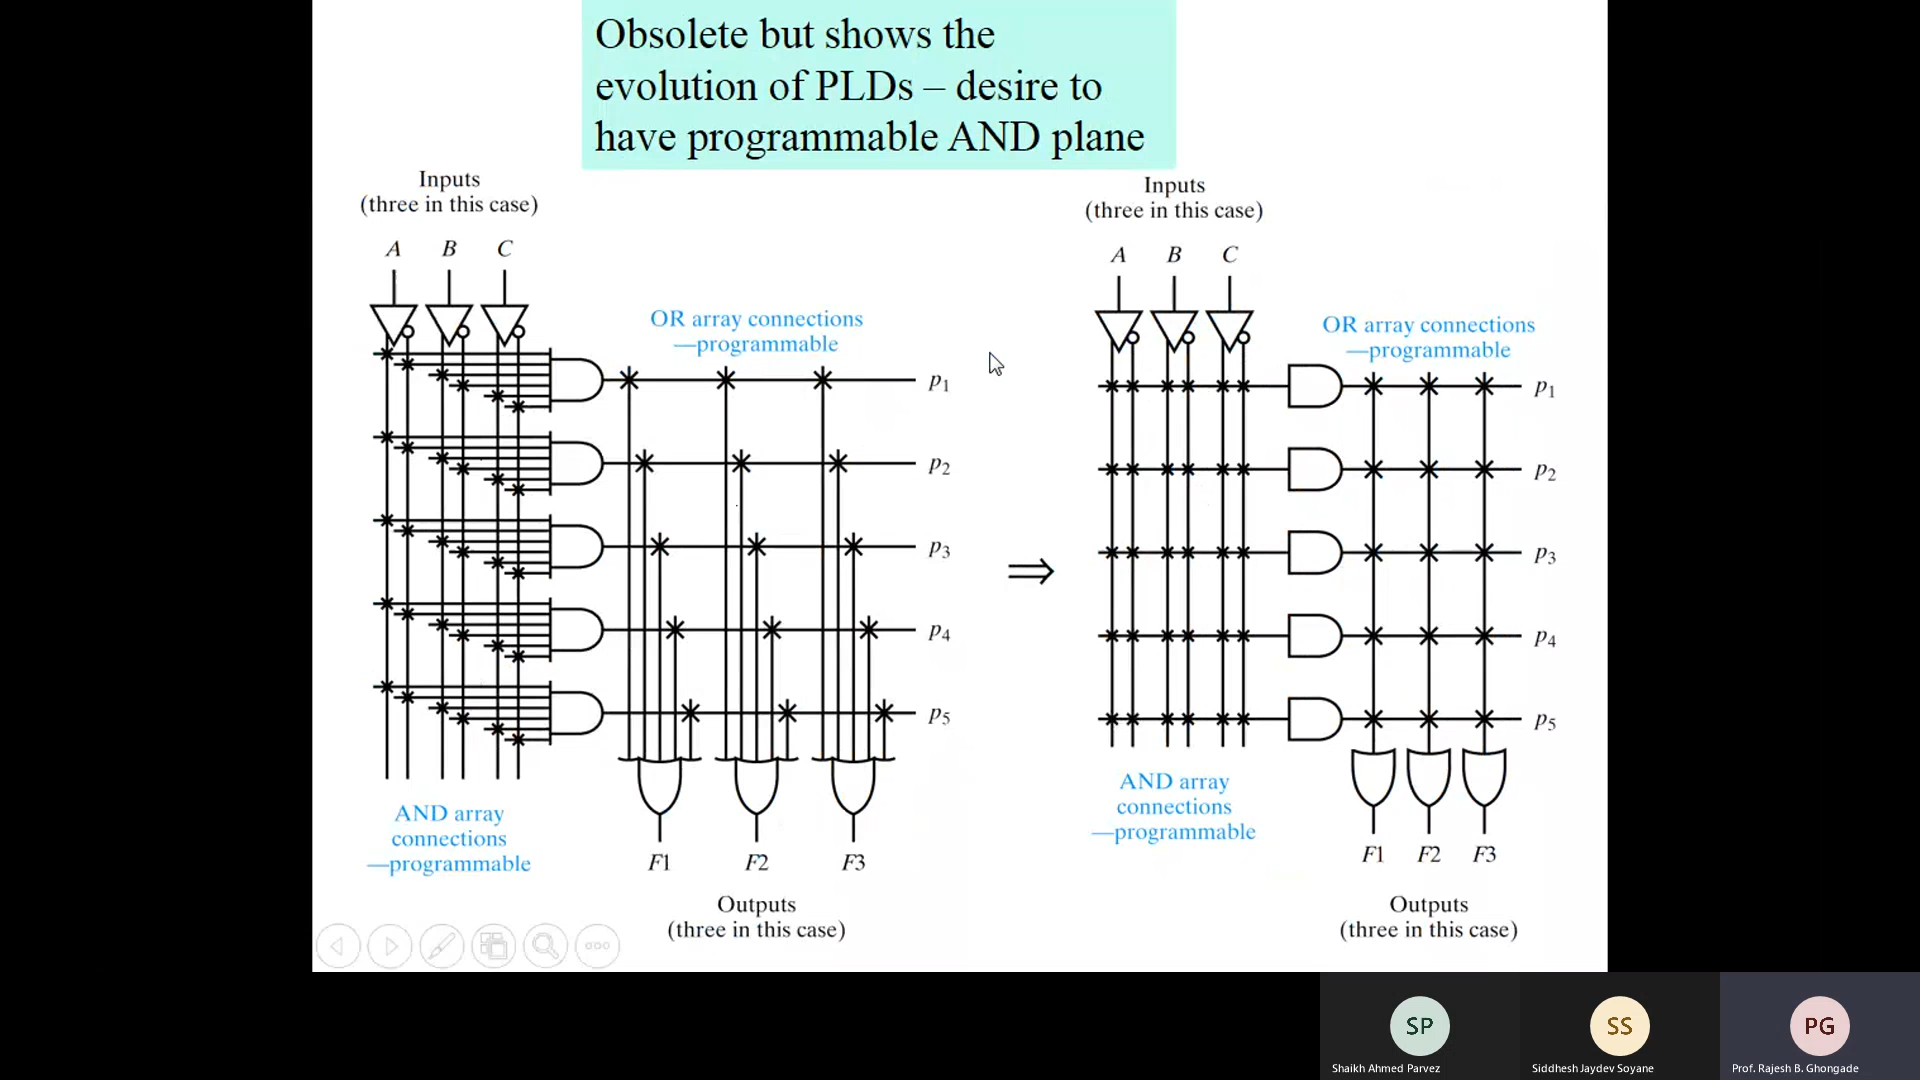 Obsolete but shows the
evolution of PLDs – desire to
have programmable AND plane
Inputs
(three in this case)
A B C
OR array connections
—programmable
p1
p2
p3
p4
p5
AND array
connections
—programmable
F1 F2 F3
Outputs
(three in this case)
⇒
Inputs
(three in this case)
A B C
OR array connections
—programmable
p1
p2
p3
p4
p5
AND array
connections
—programmable
F1 F2 F3
Outputs
(three in this case)
SP
Shaikh Ahmed Parvez
SS
Siddhesh Jaydev Soyane
PG
Prof. Rajesh B. Ghongade